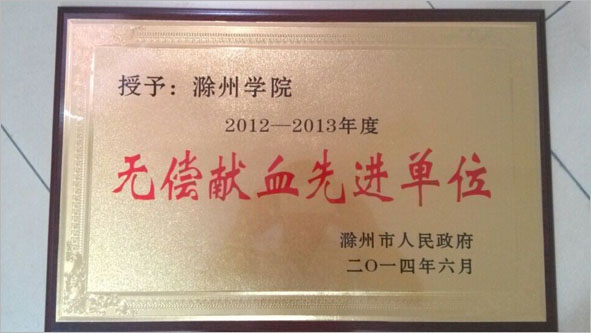 授予：滁州学院
2012—2013年度
无偿献血先进单位
滁州市人民政府
二〇一四年六月